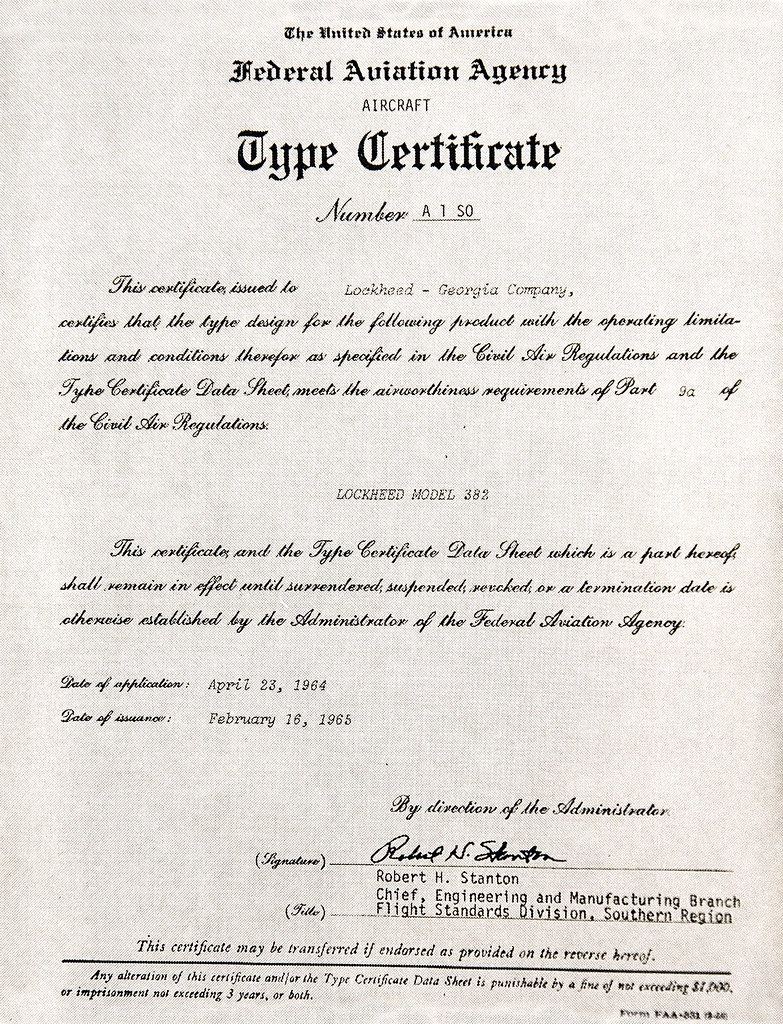 The United States of America
Federal Aviation Agency
AIRCRAFT
Type Certificate
Number A 1 SO
This certificate, issued to Lockheed - Georgia Company,
certifies that the type design for the following product with the operating limita-
tions and conditions therefor as specified in the Civil Air Regulations and the
Type Certificate Data Sheet, meets the airworthiness requirements of Part 9a of
the Civil Air Regulations.
LOCKHEED MODEL 382
This certificate, and the Type Certificate Data Sheet which is a part hereof,
shall remain in effect until surrendered, suspended, revoked, or a termination date is
otherwise established by the Administrator of the Federal Aviation Agency.
Date of application: April 23, 1964
Date of issuance: February 16, 1965
By direction of the Administrator.
(Signature) Robert H. Stanton
Robert H. Stanton
Chief, Engineering and Manufacturing Branch
(Title) Flight Standards Division, Southern Region
This certificate may be transferred if endorsed as provided on the reverse hereof.
Any alteration of this certificate and/or the Type Certificate Data Sheet is punishable by a fine of not exceeding $1,000,
or imprisonment not exceeding 3 years, or both.
Form FAA-331